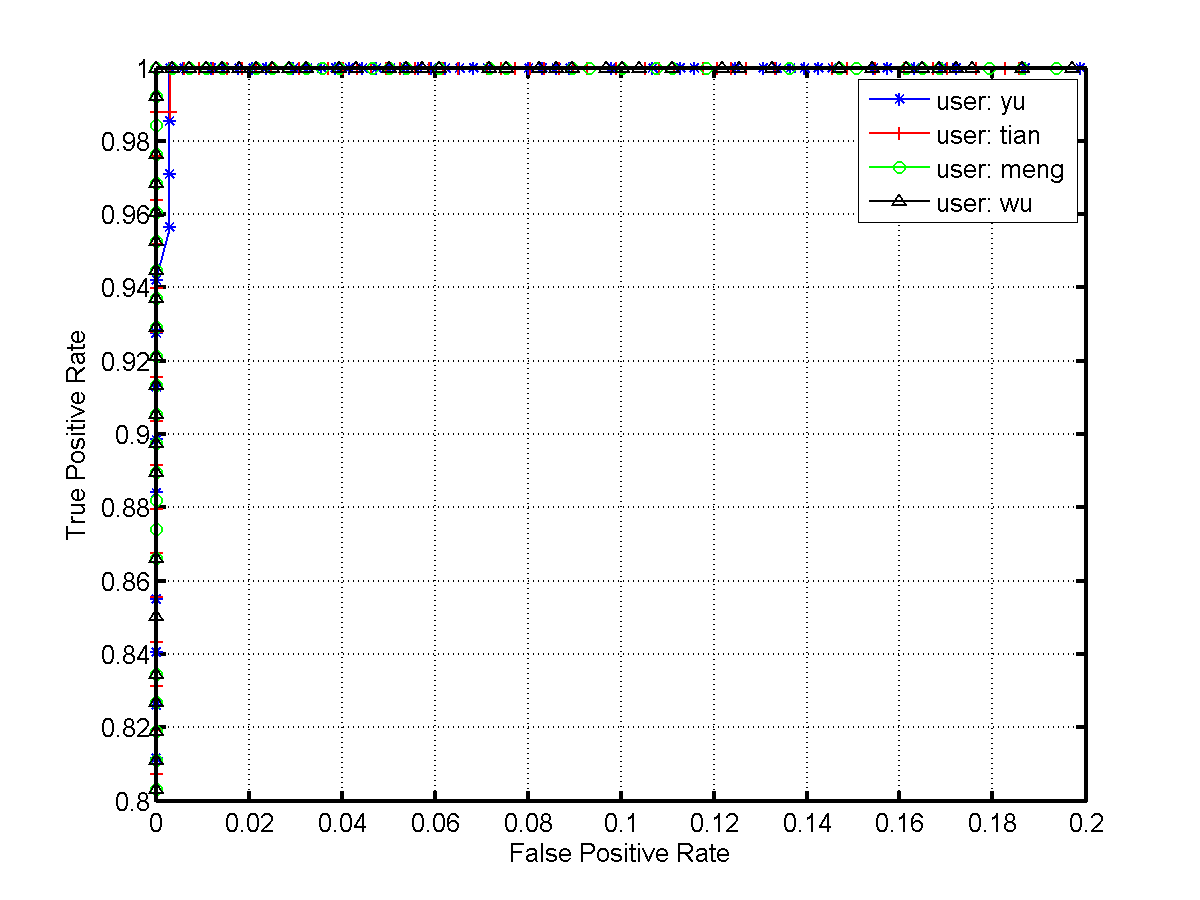 1
0.98
0.96
0.94
0.92
0.9
0.88
0.86
0.84
0.82
0.8
True Positive Rate
user: yu
user: tian
user: meng
user: wu
0 0.02 0.04 0.06 0.08 0.1 0.12 0.14 0.16 0.18 0.2
False Positive Rate